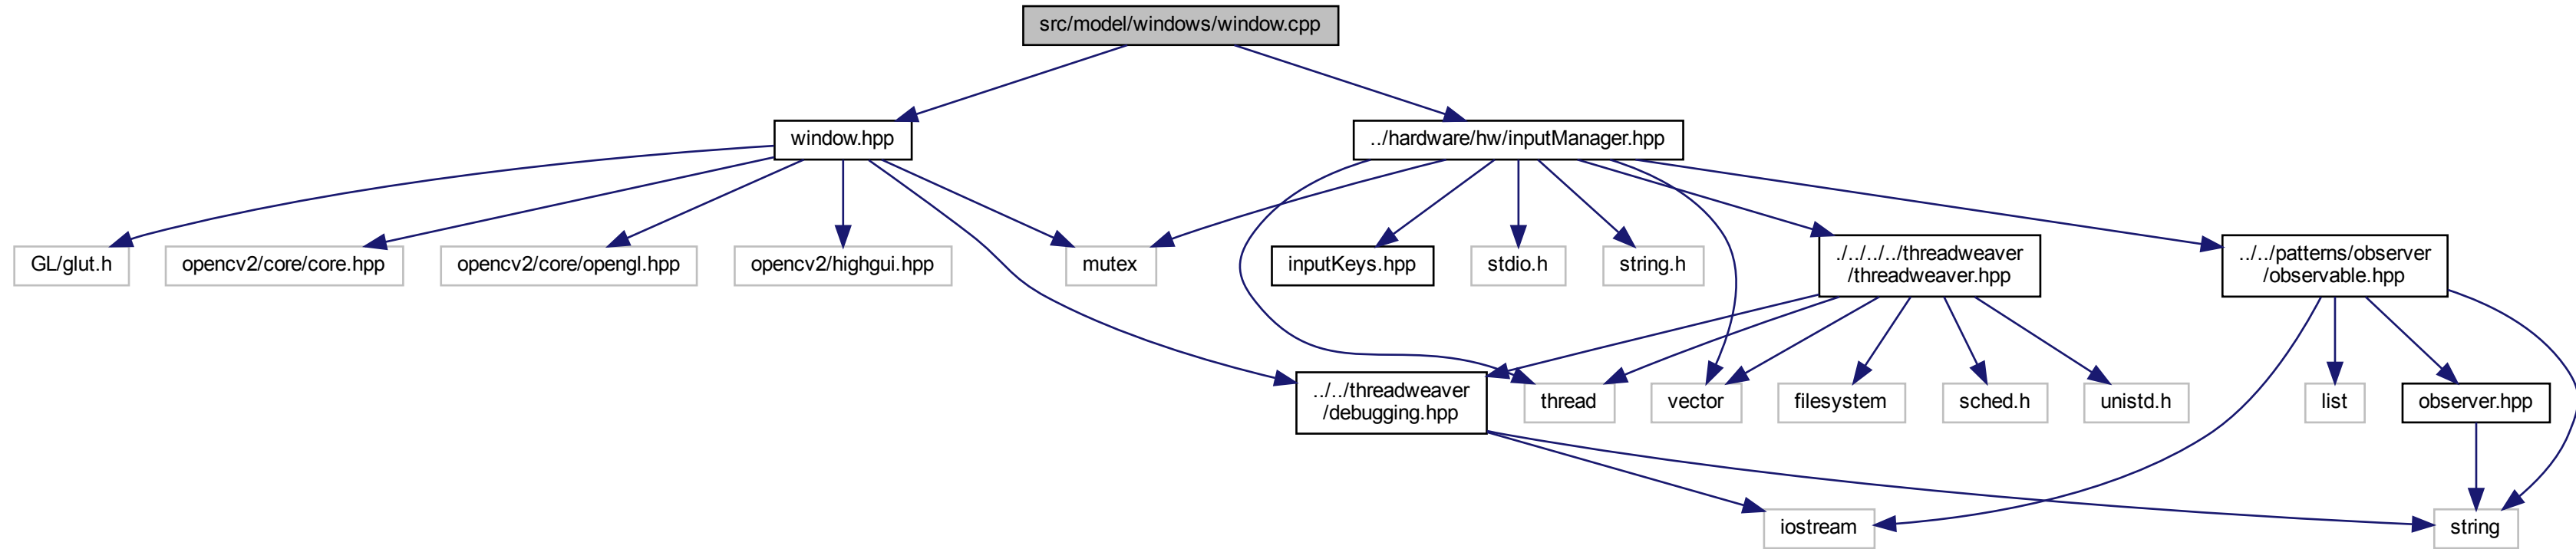 src/model/windows/window.cpp
window.hpp
../hardware/hw/inputManager.hpp
GL/glut.h
opencv2/core/core.hpp
opencv2/core/opengl.hpp
opencv2/highgui.hpp
mutex
inputKeys.hpp
stdio.h
string.h
./../../../threadweaver
/threadweaver.hpp
../../patterns/observer
/observable.hpp
../../threadweaver
/debugging.hpp
thread
vector
filesystem
sched.h
unistd.h
list
observer.hpp
iostream
string